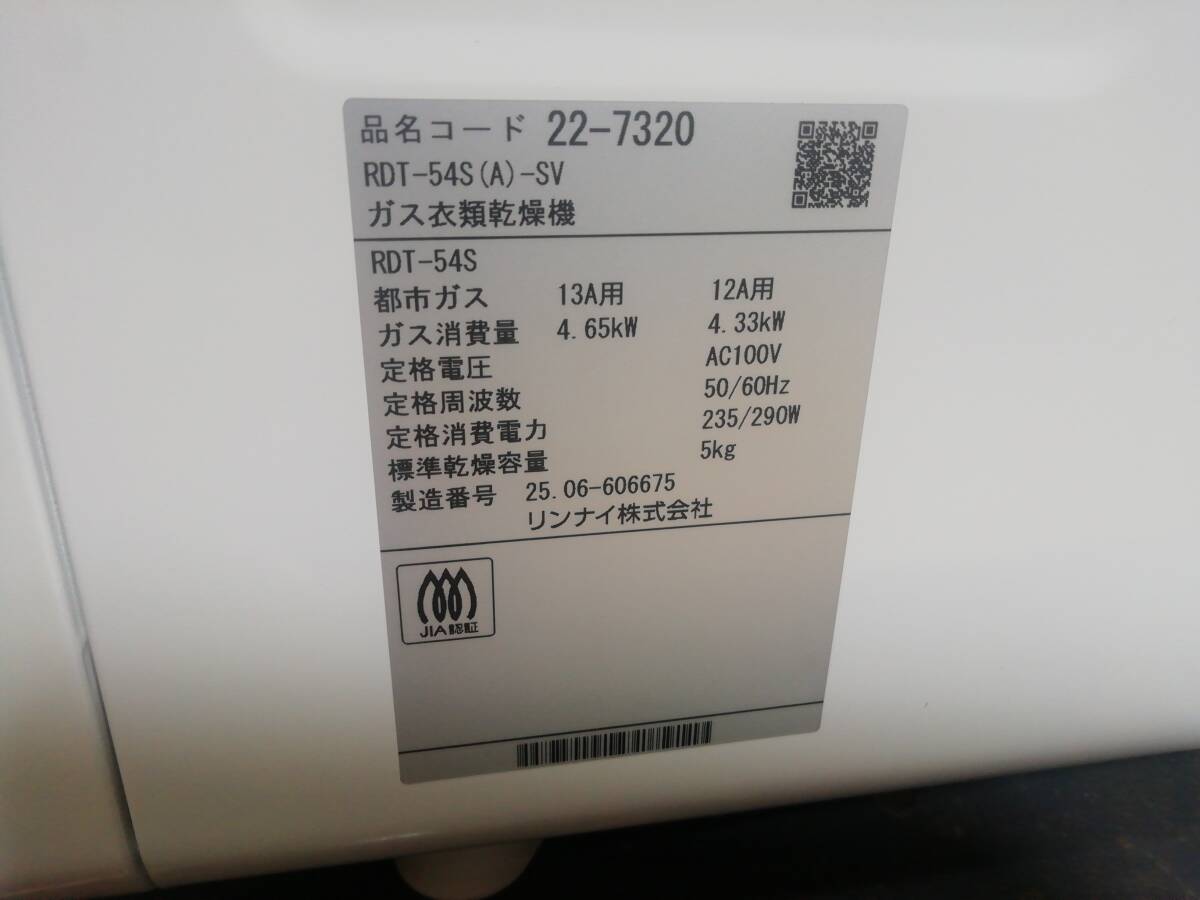 品名コード 22-7320
RDT-54S(A)-SV
ガス衣類乾燥機
RDT-54S
都市ガス 13A用 12A用
ガス消費量 4.65kW 4.33kW
定格電圧 AC100V
定格周波数 50/60Hz
定格消費電力 235/290W
標準乾燥容量 5kg
製造番号 25.06-606675
リンナイ株式会社
JIA認証